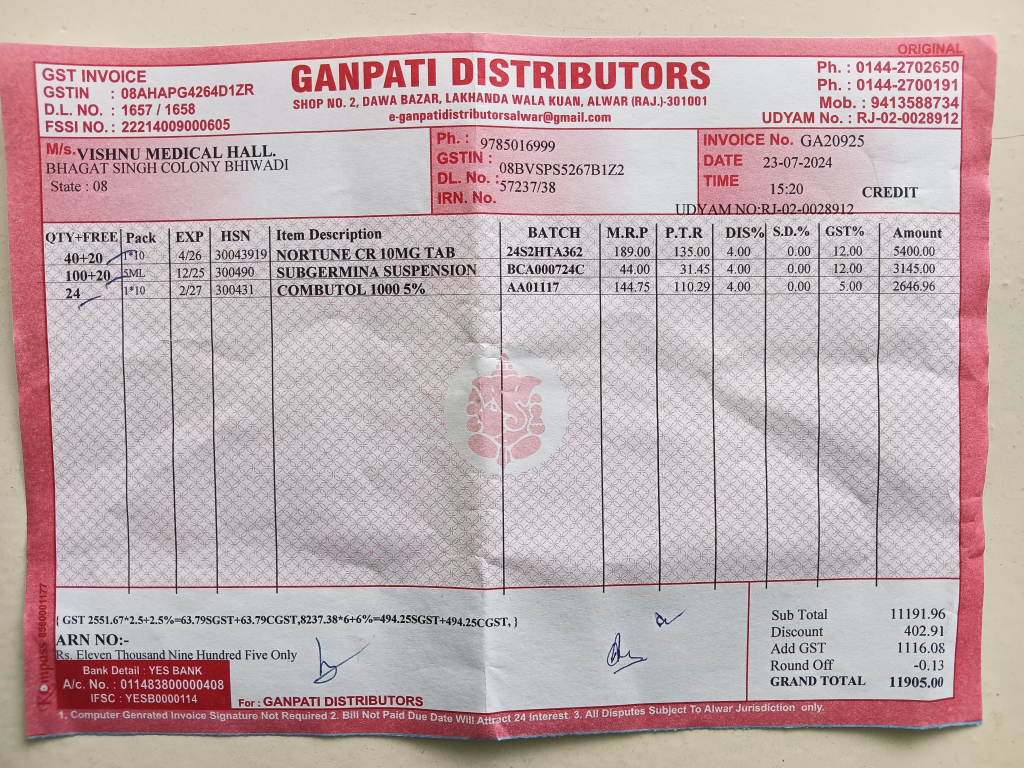 ORIGINAL
GST INVOICE
GSTIN : 08AHAPG4264D1ZR
D.L. NO. : 1657 / 1658
FSSI NO. : 22214009000605
GANPATI DISTRIBUTORS
SHOP NO. 2, DAWA BAZAR, LAKHANDA WALA KUAN, ALWAR (RAJ.)-301001
e-ganpatidistributorsalwar@gmail.com
Ph. : 0144-2702650
Ph. : 0144-2700191
Mob. : 9413588734
UDYAM No. : RJ-02-0028912
M/s. VISHNU MEDICAL HALL.
BHAGAT SINGH COLONY BHIWADI
State : 08
Ph. : 9785016999
GSTIN : 08BVSPS5267B1Z2
DL. No. : 57237/38
IRN. No.
INVOICE No. GA20925
DATE 23-07-2024
TIME 15:20 CREDIT
UDYAM NO:RJ-02-0028912
QTY+FREE Pack EXP HSN Item Description BATCH M.R.P P.T.R DIS% S.D.% GST% Amount
40+20 1*10 4/26 30043919 NORTUNE CR 10MG TAB 24S2HTA362 189.00 135.00 4.00 0.00 12.00 5400.00
100+20 5ML 12/25 300490 SUBGERMINA SUSPENSION BCA000724C 44.00 31.45 4.00 0.00 12.00 3145.00
24 1*10 2/27 300431 COMBUTOL 1000 5% AA01117 144.75 110.29 4.00 0.00 5.00 2646.96
{ GST 2551.67*2.5+2.5%=63.79SGST+63.79CGST,8237.38*6+6%=494.25SGST+494.25CGST, }
ARN NO:-
Rs. Eleven Thousand Nine Hundred Five Only
Bank Detail : YES BANK
A/c. No. : 011483800000408
IFSC : YESB0000114
For : GANPATI DISTRIBUTORS
Sub Total 11191.96
Discount 402.91
Add GST 1116.08
Round Off -0.13
GRAND TOTAL 11905.00
1. Computer Genrated Invoice Signature Not Required 2. Bill Not Paid Due Date Will Attract 24 Interest. 3. All Disputes Subject To Alwar Jurisdiction only.